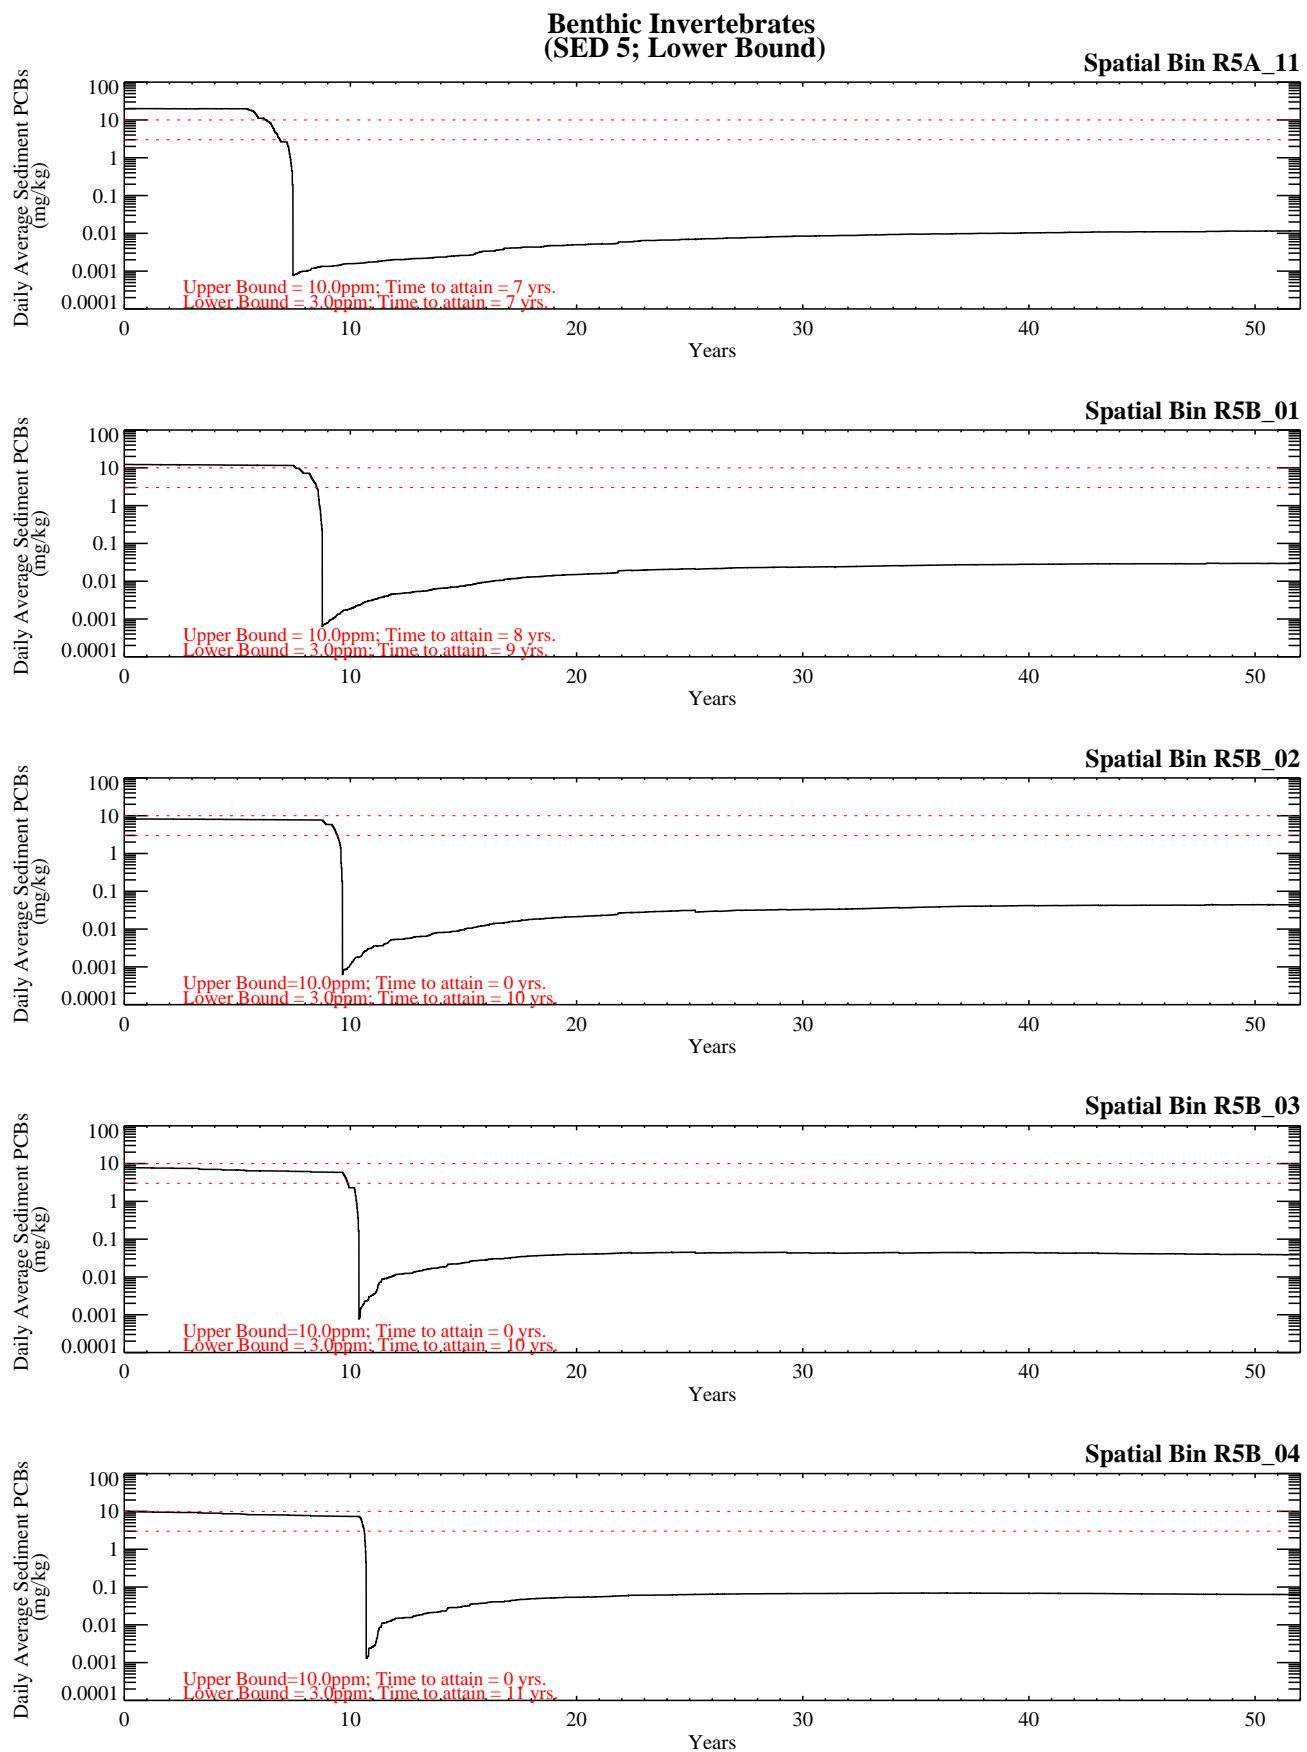 Benthic Invertebrates
(SED 5; Lower Bound)
Spatial Bin R5A_11
Daily Average Sediment PCBs
(mg/kg)
100
10
1
0.1
0.01
0.001
0.0001
Upper Bound = 10.0ppm; Time to attain = 7 yrs.
Lower Bound = 3.0ppm; Time to attain = 7 yrs.
0 10 20 30 40 50
Years
Spatial Bin R5B_01
Daily Average Sediment PCBs
(mg/kg)
100
10
1
0.1
0.01
0.001
0.0001
Upper Bound = 10.0ppm; Time to attain = 8 yrs.
Lower Bound = 3.0ppm; Time to attain = 9 yrs.
0 10 20 30 40 50
Years
Spatial Bin R5B_02
Daily Average Sediment PCBs
(mg/kg)
100
10
1
0.1
0.01
0.001
0.0001
Upper Bound=10.0ppm; Time to attain = 0 yrs.
Lower Bound = 3.0ppm; Time to attain = 10 yrs.
0 10 20 30 40 50
Years
Spatial Bin R5B_03
Daily Average Sediment PCBs
(mg/kg)
100
10
1
0.1
0.01
0.001
0.0001
Upper Bound=10.0ppm; Time to attain = 0 yrs.
Lower Bound = 3.0ppm; Time to attain = 10 yrs.
0 10 20 30 40 50
Years
Spatial Bin R5B_04
Daily Average Sediment PCBs
(mg/kg)
100
10
1
0.1
0.01
0.001
0.0001
Upper Bound=10.0ppm; Time to attain = 0 yrs.
Lower Bound = 3.0ppm; Time to attain = 11 yrs.
0 10 20 30 40 50
Years